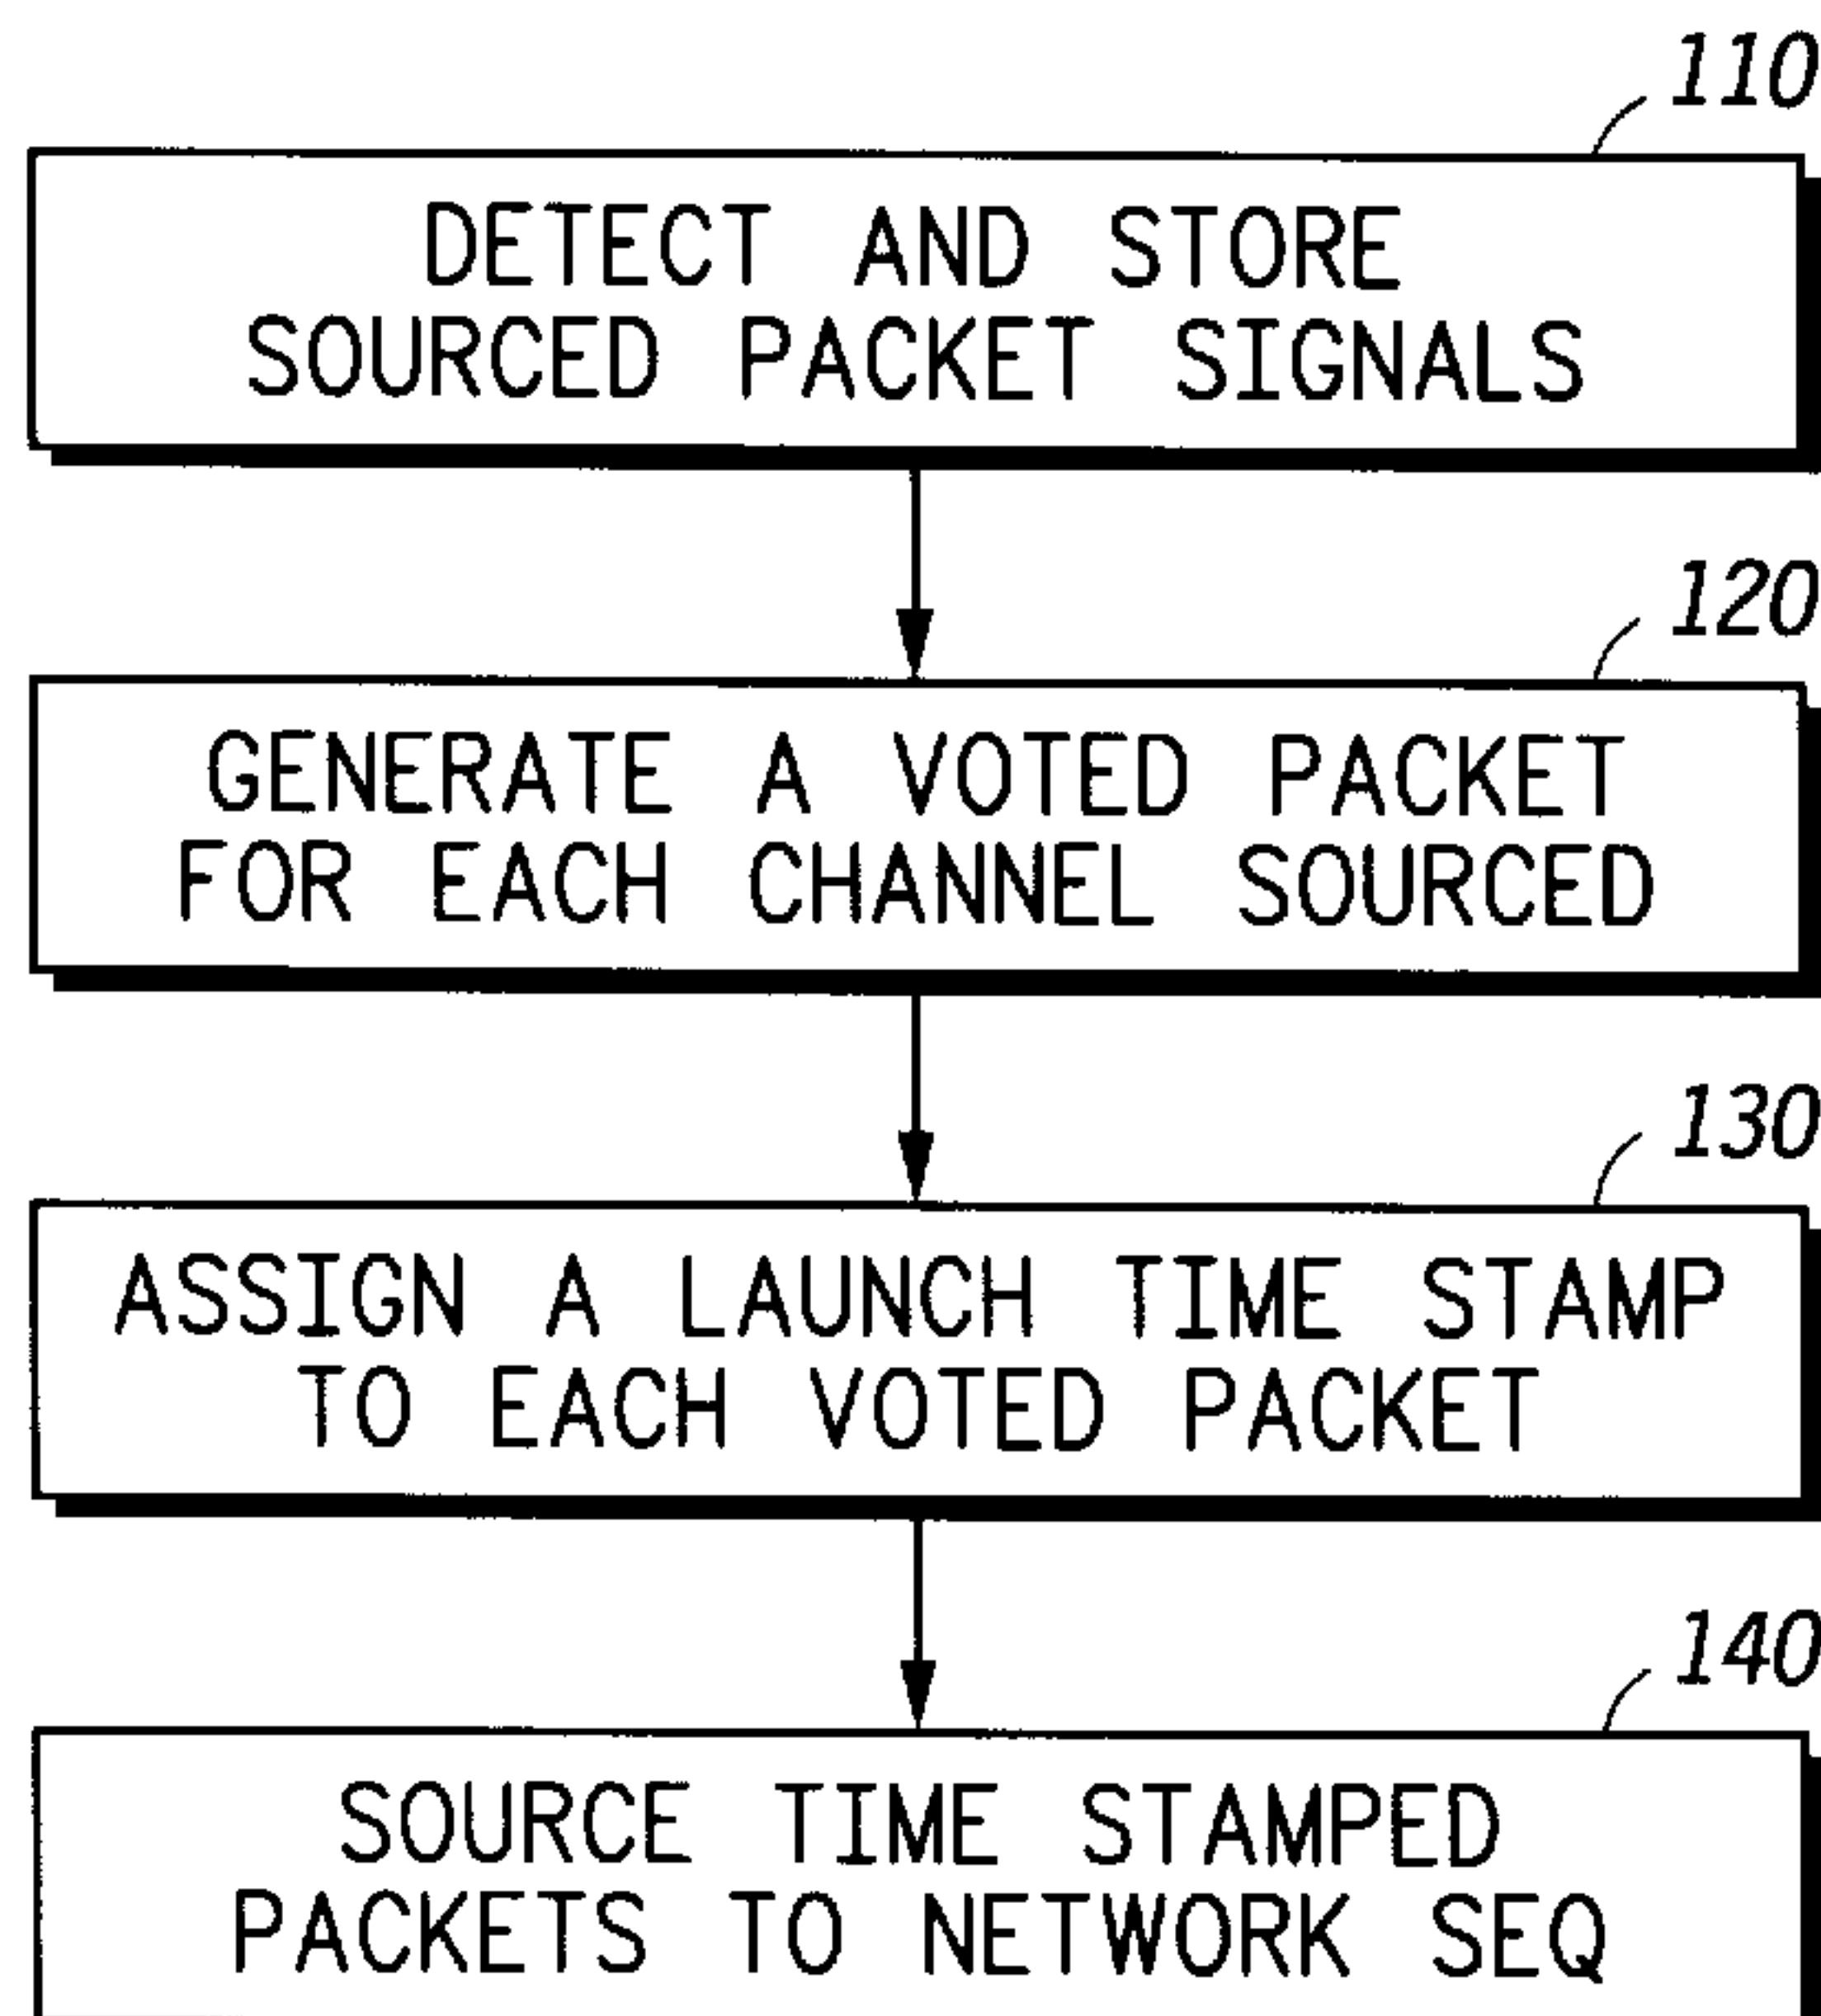 110
DETECT AND STORE
SOURCED PACKET SIGNALS
120
GENERATE A VOTED PACKET
FOR EACH CHANNEL SOURCED
130
ASSIGN A LAUNCH TIME STAMP
TO EACH VOTED PACKET
140
SOURCE TIME STAMPED
PACKETS TO NETWORK SEQ